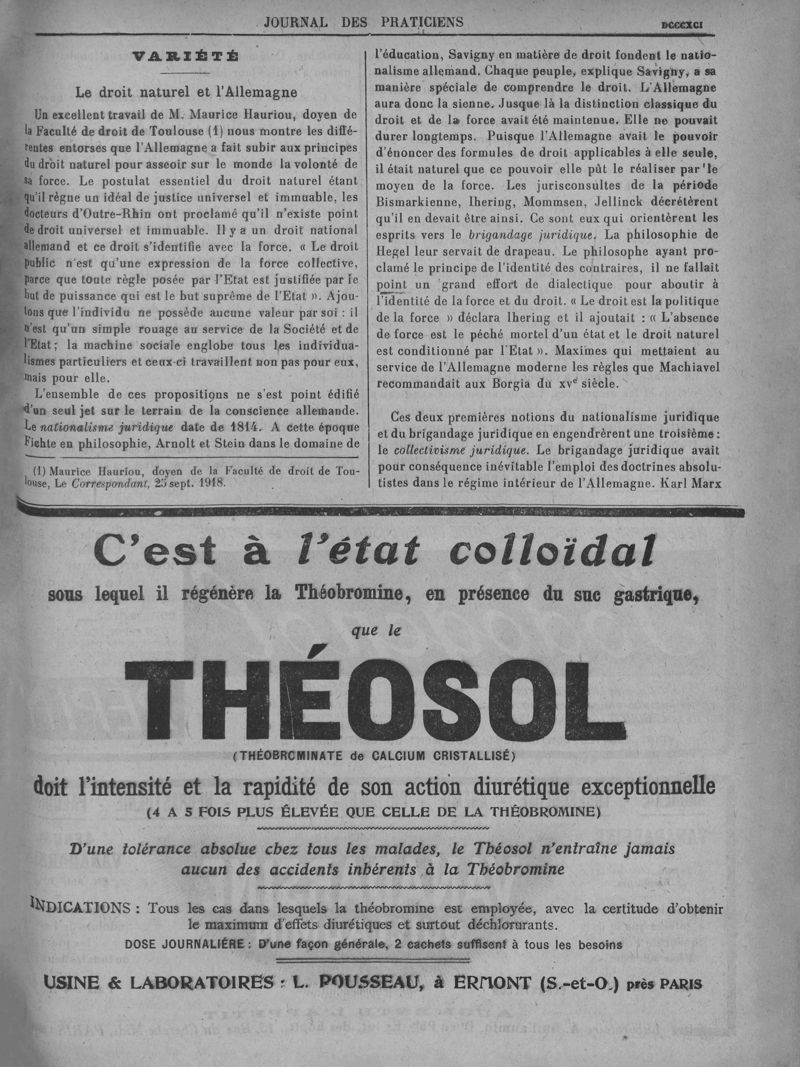 JOURNAL DES PRATICIENS
DCCCXCI
VARIÉTÉ
Le droit naturel et l'Allemagne
Un excellent travail de M. Maurice Hauriou, doyen de
la Faculté de droit de Toulouse (1) nous montre les diffé-
rentes entorses que l'Allemagne a fait subir aux principes
du droit naturel pour asseoir sur le monde la volonté de
sa force. Le postulat essentiel du droit naturel étant
qu'il règne un idéal de justice universel et immuable, les
docteurs d'Outre-Rhin ont proclamé qu'il n'existe point
de droit universel et immuable. Il y a un droit national
allemand et ce droit s'identifie avec la force. « Le droit
public n'est qu'une expression de la force collective,
parce que toute règle posée par l'Etat est justifiée par le
but de puissance qui est le but suprême de l'Etat ». Ajou-
tons que l'individu ne possède aucune valeur par soi : il
n'est qu'un simple rouage au service de la Société et de
l'Etat ; la machine sociale englobe tous les individua-
lismes particuliers et ceux-ci travaillent non pas pour eux,
mais pour elle.
L'ensemble de ces propositions ne s'est point édifié
d'un seul jet sur le terrain de la conscience allemande.
Le nationalisme juridique date de 1814. A cette époque
Fichte en philosophie, Arnolt et Stein dans le domaine de
(1) Maurice Hauriou, doyen de la Faculté de droit de Tou-
louse, Le Correspondant, 25 sept. 1918.
l'éducation, Savigny en matière de droit fondent le natio-
nalisme allemand. Chaque peuple, explique Savigny, a sa
manière spéciale de comprendre le droit. L'Allemagne
aura donc la sienne. Jusque là la distinction classique du
droit et de la force avait été maintenue. Elle ne pouvait
durer longtemps. Puisque l'Allemagne avait le pouvoir
d'énoncer des formules de droit applicables à elle seule,
il était naturel que ce pouvoir elle pût le réaliser par le
moyen de la force. Les jurisconsultes de la période
Bismarkienne, Ihering, Mommsen, Jellinck décrétèrent
qu'il en devait être ainsi. Ce sont eux qui orientèrent les
esprits vers le brigandage juridique. La philosophie de
Hegel leur servait de drapeau. Le philosophe ayant pro-
clamé le principe de l'identité des contraires, il ne fallait
point un grand effort de dialectique pour aboutir à
l'identité de la force et du droit. « Le droit est la politique
de la force » déclara Ihering et il ajoutait : « L'absence
de force est le péché mortel d'un état et le droit naturel
est conditionné par l'Etat ». Maximes qui mettaient au
service de l'Allemagne moderne les règles que Machiavel
recommandait aux Borgia du xvᵉ siècle.
Ces deux premières notions du nationalisme juridique
et du brigandage juridique en engendrèrent une troisième :
le collectivisme juridique. Le brigandage juridique avait
pour conséquence inévitable l'emploi des doctrines absolu-
tistes dans le régime intérieur de l'Allemagne. Karl Marx
C'est à l'état colloïdal
sous lequel il régénère la Théobromine, en présence du suc gastrique,
que le
THÉOSOL
(THÉOBROMINATE de CALCIUM CRISTALLISÉ)
doit l'intensité et la rapidité de son action diurétique exceptionnelle
(4 A 5 FOIS PLUS ÉLEVÉE QUE CELLE DE LA THÉOBROMINE)
D'une tolérance absolue chez tous les malades, le Théosol n'entraîne jamais
aucun des accidents inhérents à la Théobromine
INDICATIONS : Tous les cas dans lesquels la théobromine est employée, avec la certitude d'obtenir
le maximum d'effets diurétiques et surtout déchlorurants.
DOSE JOURNALIÈRE : D'une façon générale, 2 cachets suffisent à tous les besoins
USINE & LABORATOIRES : L. POUSSEAU, à ERMONT (S.-et-O.) près PARIS